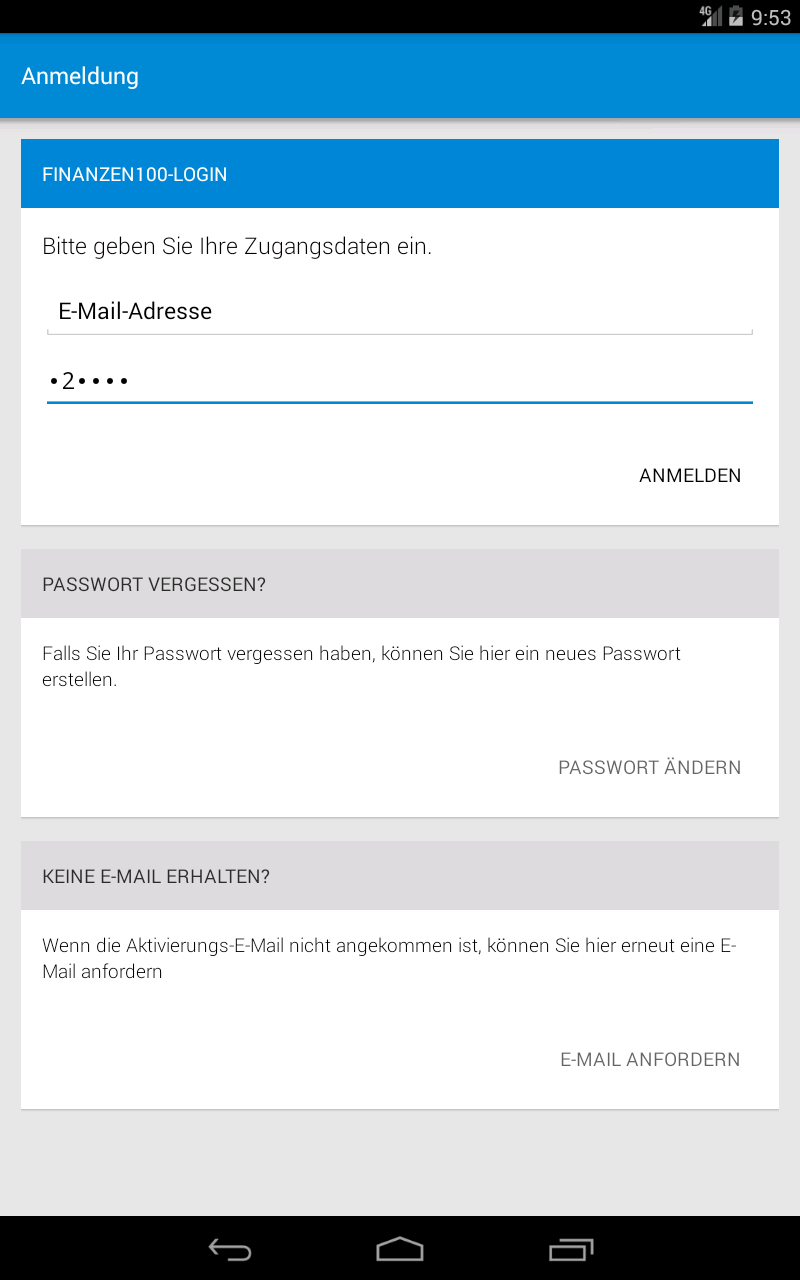 4G 9:53
Anmeldung
FINANZEN100-LOGIN
Bitte geben Sie Ihre Zugangsdaten ein.
E-Mail-Adresse
•2••••
ANMELDEN
PASSWORT VERGESSEN?
Falls Sie Ihr Passwort vergessen haben, können Sie hier ein neues Passwort
erstellen.
PASSWORT ÄNDERN
KEINE E-MAIL ERHALTEN?
Wenn die Aktivierungs-E-Mail nicht angekommen ist, können Sie hier erneut eine E-
Mail anfordern
E-MAIL ANFORDERN